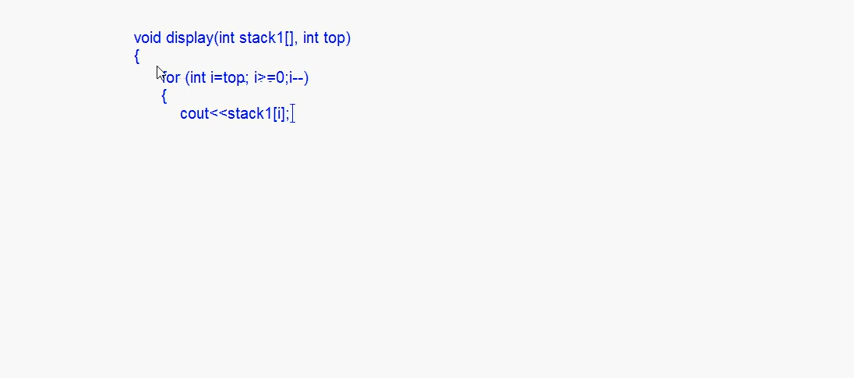 void display(int stack1[], int top)
{
for (int i=top; i>=0;i--)
{
cout<<stack1[i];